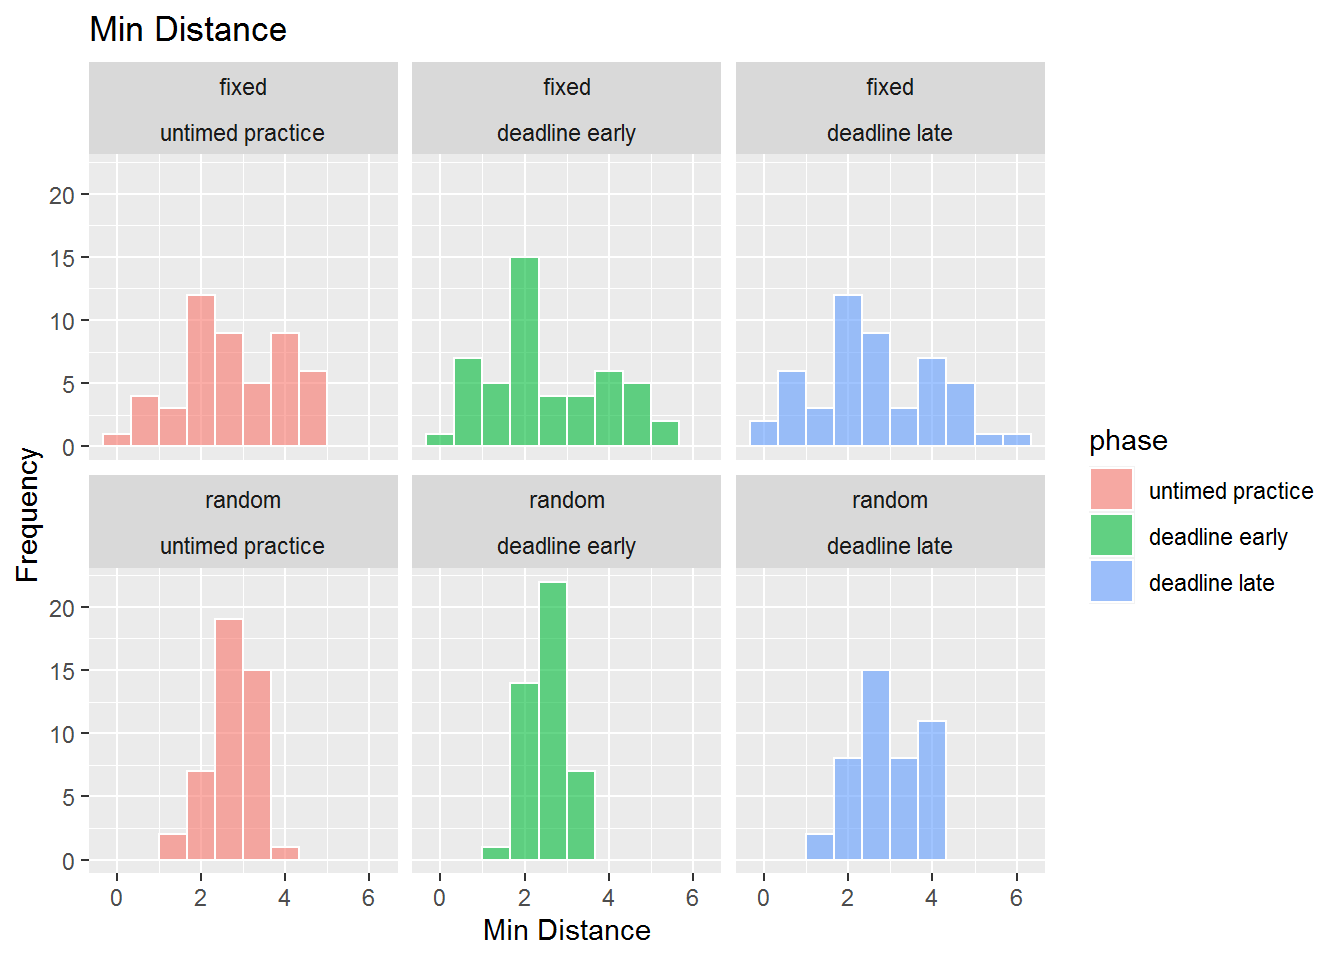 Min Distance
fixed
untimed practice
fixed
deadline early
fixed
deadline late
20
15
10
5
0
random
untimed practice
random
deadline early
random
deadline late
20
15
10
5
0
0 2 4 6
0 2 4 6
0 2 4 6
Min Distance
Frequency
phase
untimed practice
deadline early
deadline late